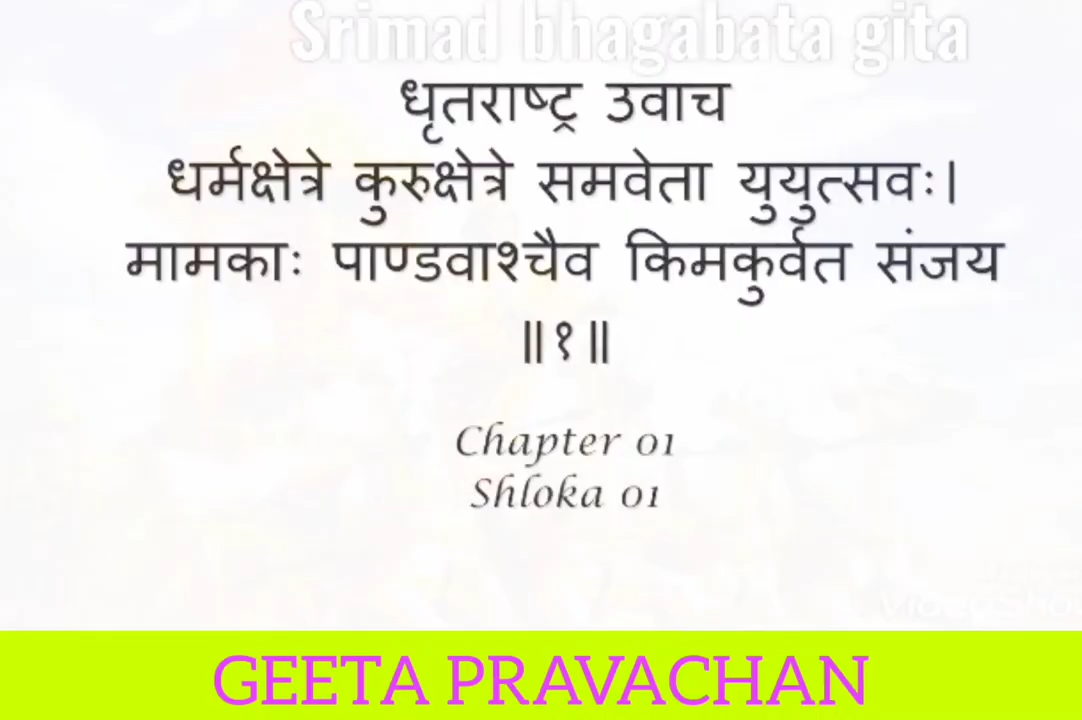 Srimad bhagabata gita
धृतराष्ट्र उवाच
धर्मक्षेत्रे कुरुक्षेत्रे समवेता युयुत्सवः।
मामकाः पाण्डवाश्चैव किमकुर्वत संजय
॥१॥
Chapter 01
Shloka 01
GEETA PRAVACHAN